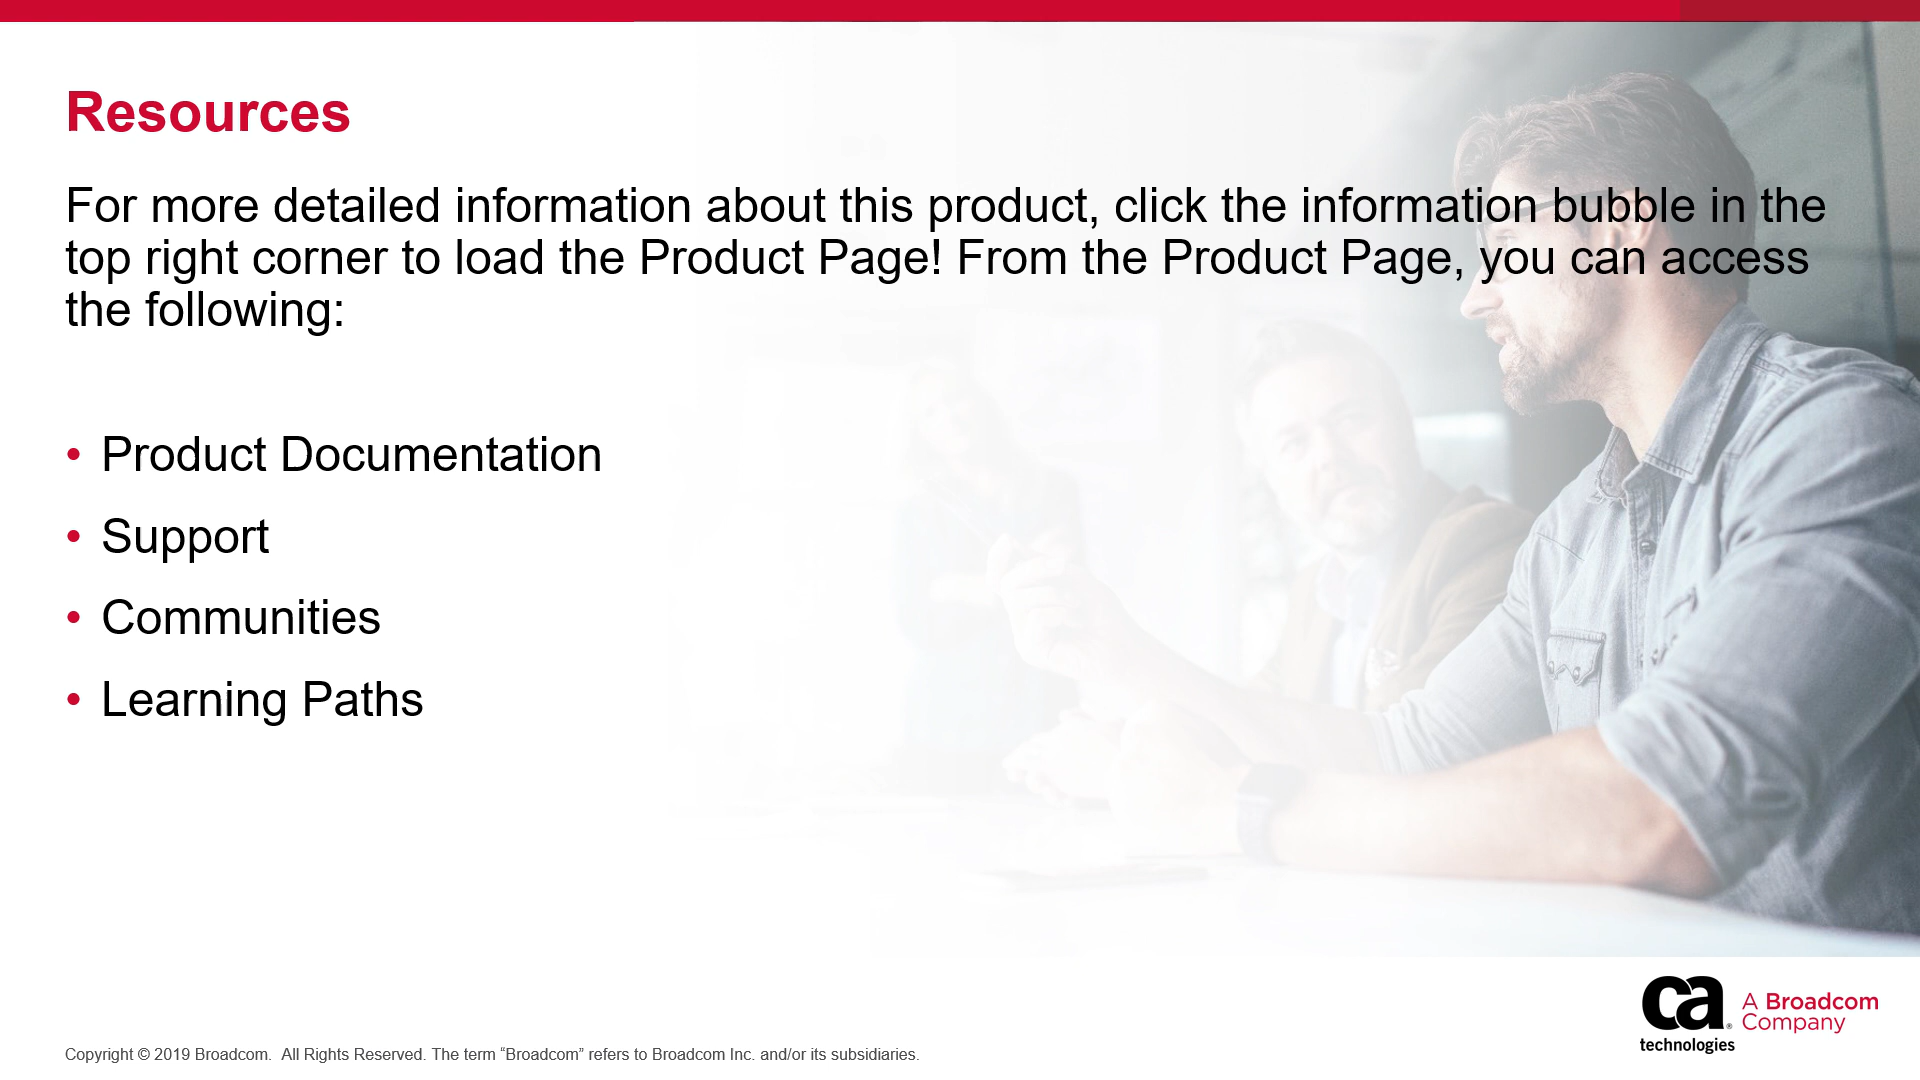 Resources
For more detailed information about this product, click the information bubble in the
top right corner to load the Product Page! From the Product Page, you can access
the following:
• Product Documentation
• Support
• Communities
• Learning Paths
ca®
technologies
A Broadcom
Company
Copyright © 2019 Broadcom.  All Rights Reserved. The term “Broadcom” refers to Broadcom Inc. and/or its subsidiaries.